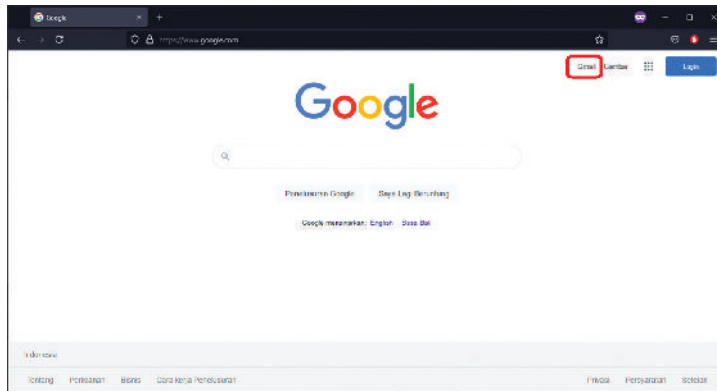 Google
https://www.google.com
Gmail Gambar Login
Google
Penelusuran Google Saya Lagi Beruntung
Google menawarkan: English Basa Bali
Indonesia
Tentang Periklanan Bisnis Cara Kerja Penelusuran Privasi Persyaratan Setelan